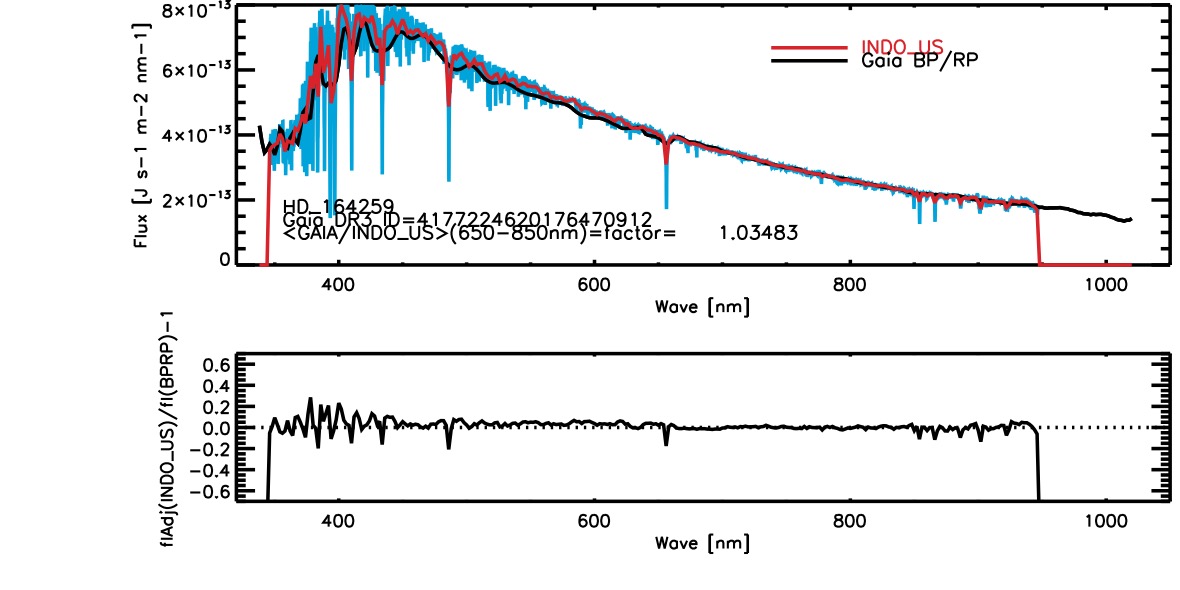 8×10−13
6×10−13
4×10−13
2×10−13
0
Flux [J s−1 m−2 nm−1]
INDO_US
Gaia BP/RP
HD_164259
Gaia DR3 ID=4177224620176470912
<GAIA/INDO_US>(650−850nm)=factor= 1.03483
400 600 800 1000
Wave [nm]
flAdj(INDO_US)/fl(BPRP)−1
0.6
0.4
0.2
0.0
−0.2
−0.4
−0.6
400 600 800 1000
Wave [nm]